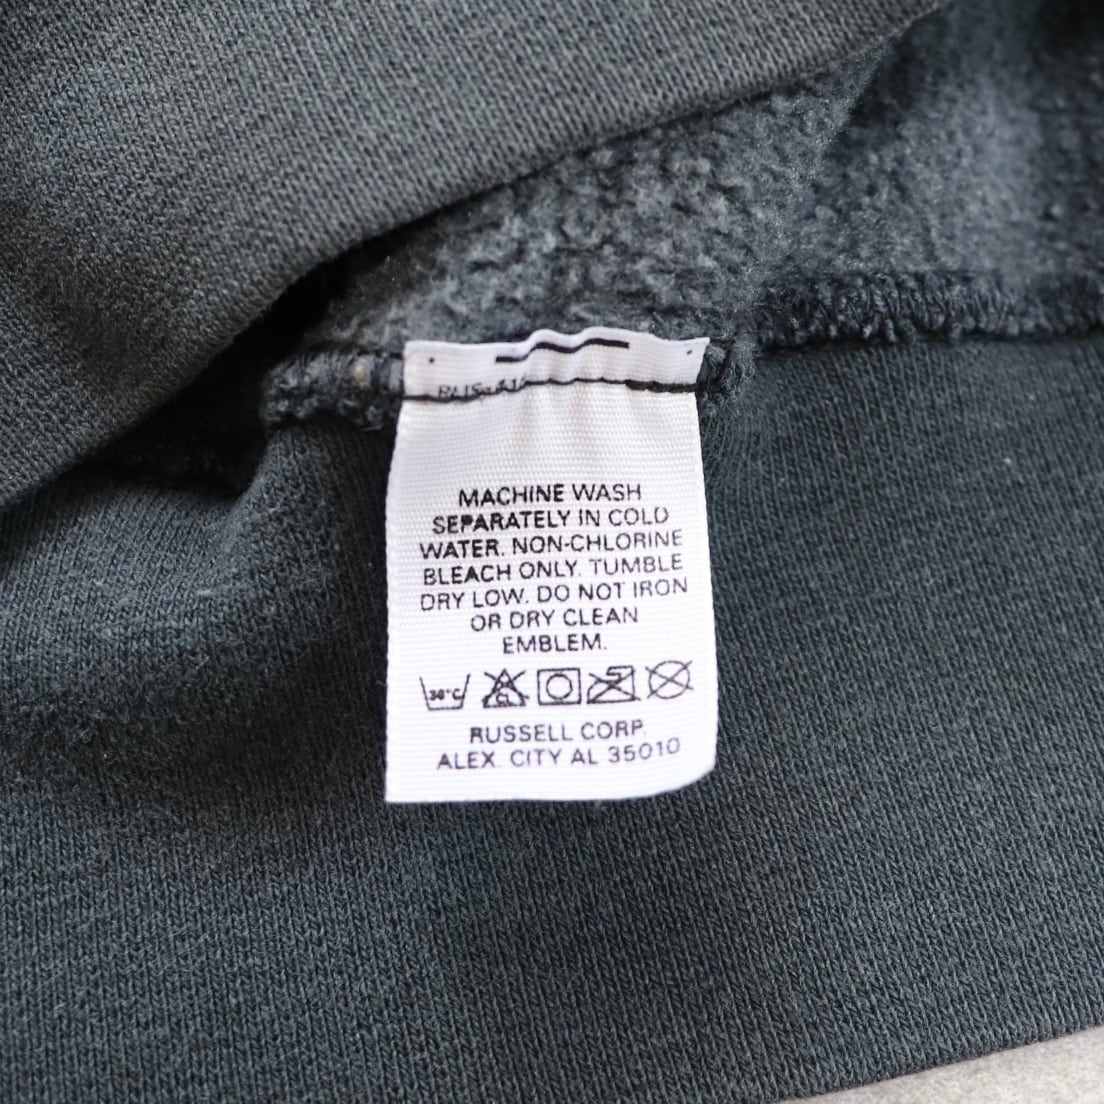 MACHINE WASH
SEPARATELY IN COLD
WATER. NON-CHLORINE
BLEACH ONLY. TUMBLE
DRY LOW. DO NOT IRON
OR DRY CLEAN
EMBLEM.
30°C CL
RUSSELL CORP.
ALEX. CITY AL 35010